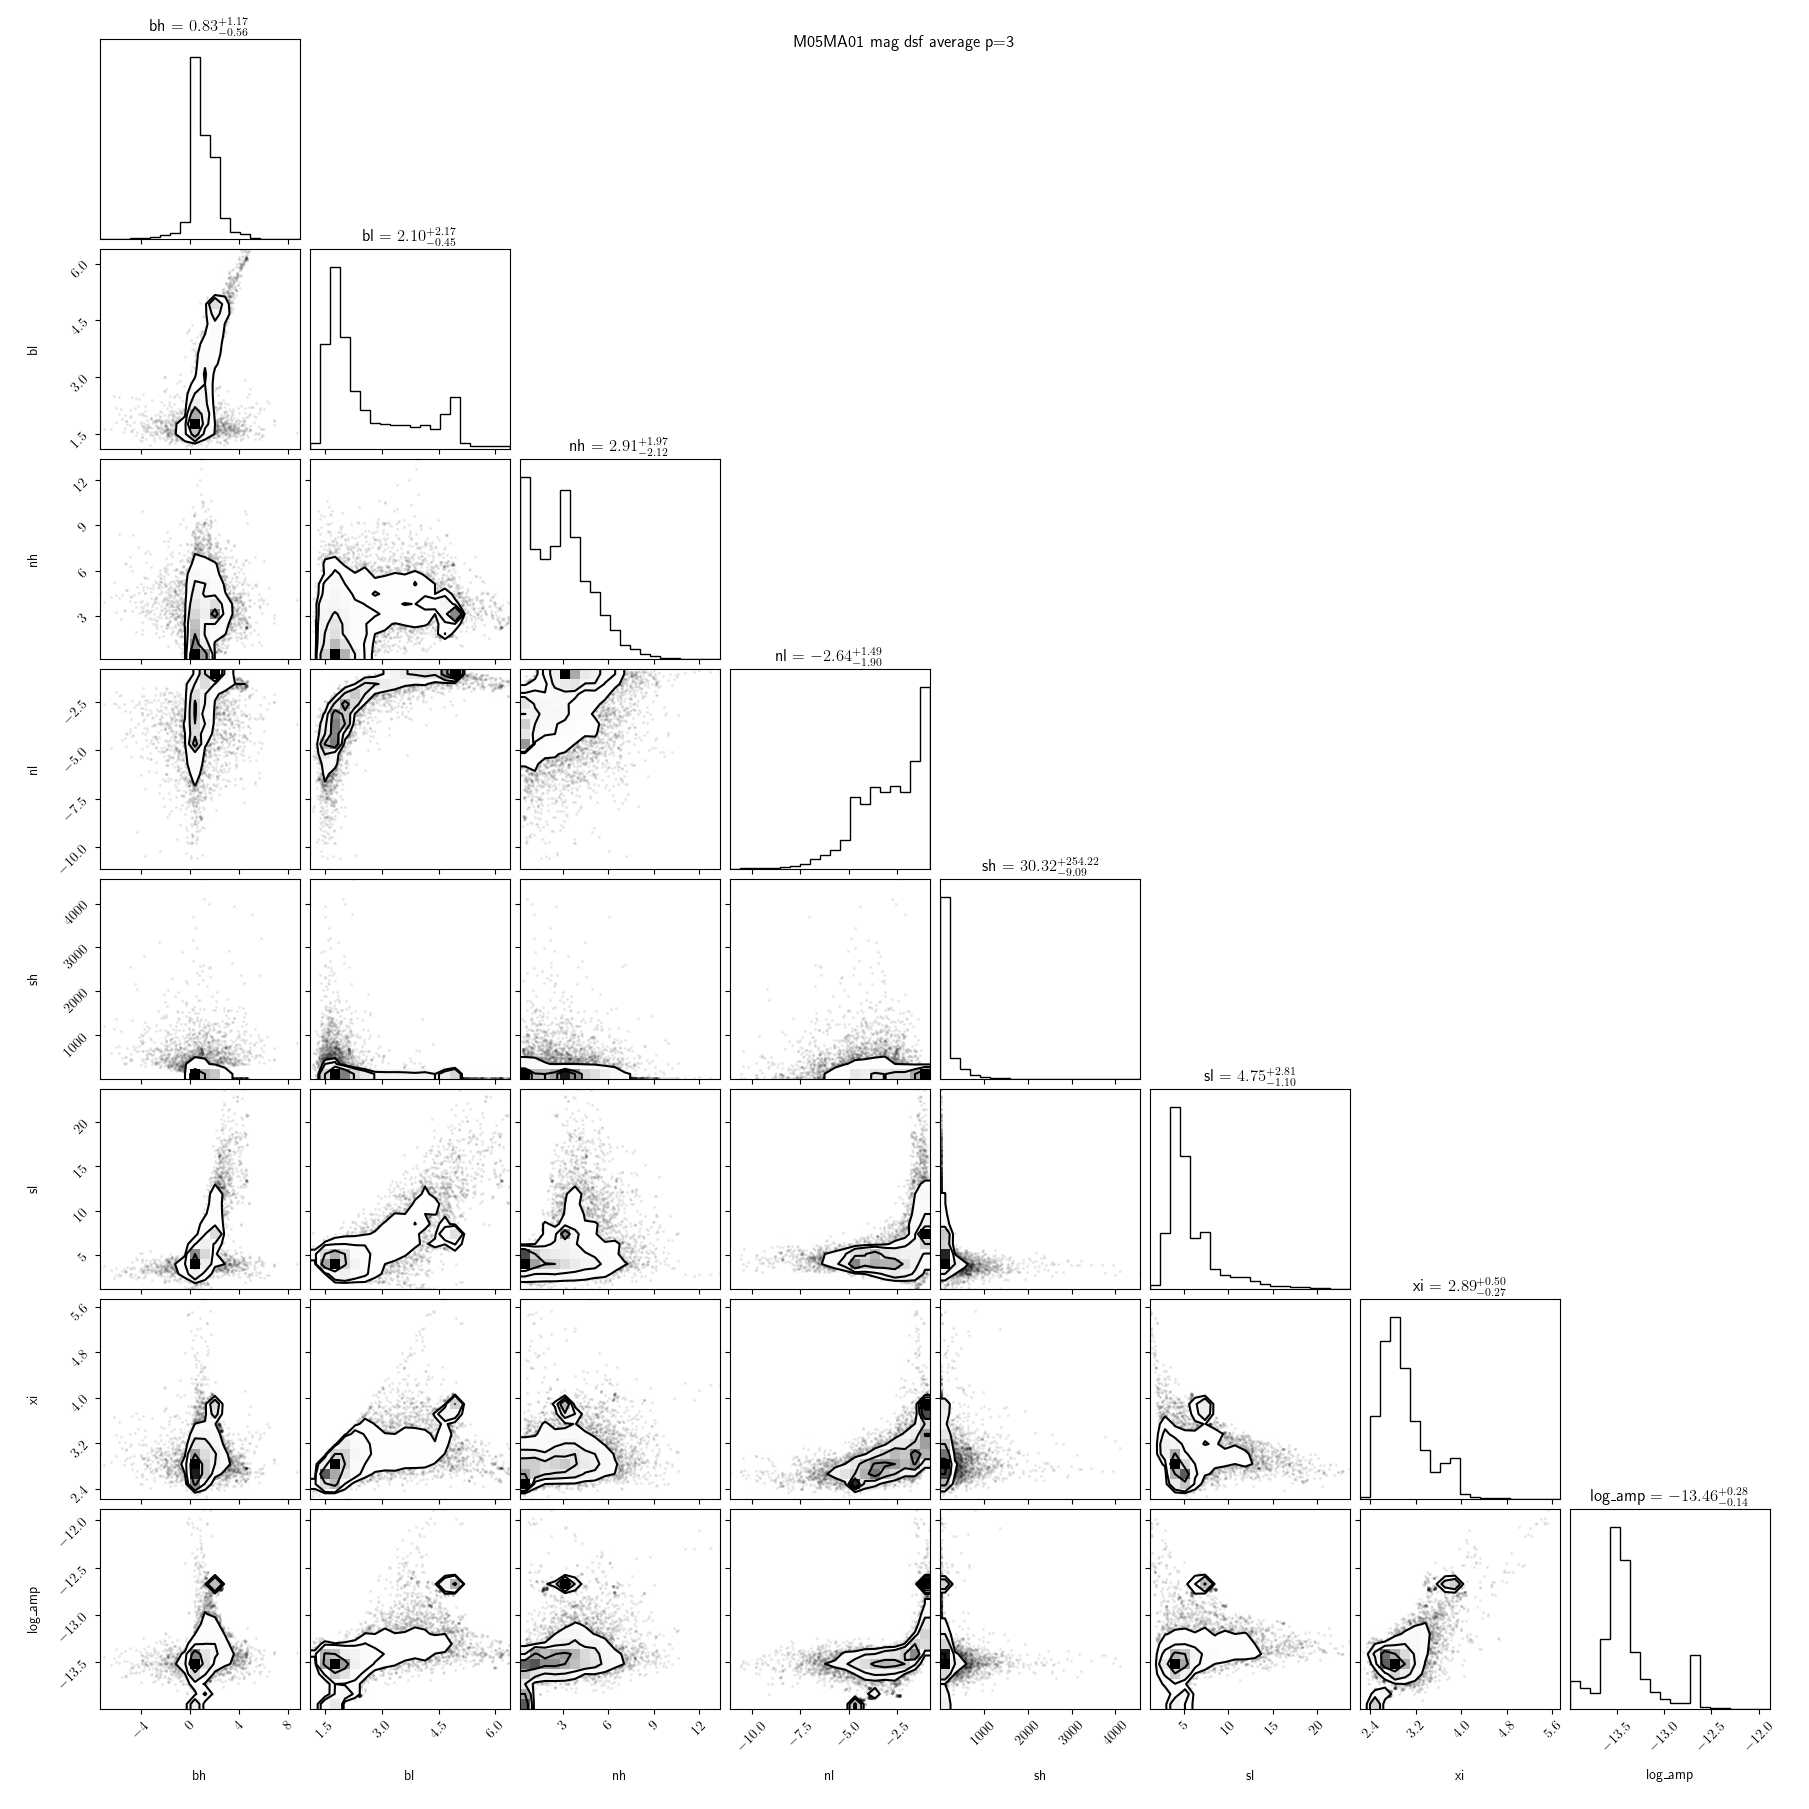 bh = 0.83+1.17−0.56
M05MA01 mag dsf average p=3
bl = 2.10+2.17−0.45
6.0
4.5
3.0
1.5
bl
nh = 2.91+1.97−2.12
12
9
6
3
nh
nl = −2.64+1.49−1.90
−2.5
−5.0
−7.5
−10.0
nl
sh = 30.32+254.22−9.09
4000
3000
2000
1000
sh
sl = 4.75+2.81−1.10
20
15
10
5
sl
xi = 2.89+0.50−0.27
5.6
4.8
4.0
3.2
2.4
xi
log_amp = −13.46+0.28−0.14
−12.0
−12.5
−13.0
−13.5
log_amp
−4 0 4 8
1.5 3.0 4.5 6.0
3 6 9 12
−10.0 −7.5 −5.0 −2.5
1000 2000 3000 4000
5 10 15 20
2.4 3.2 4.0 4.8 5.6
−13.5 −13.0 −12.5 −12.0
bh bl nh nl sh sl xi log_amp